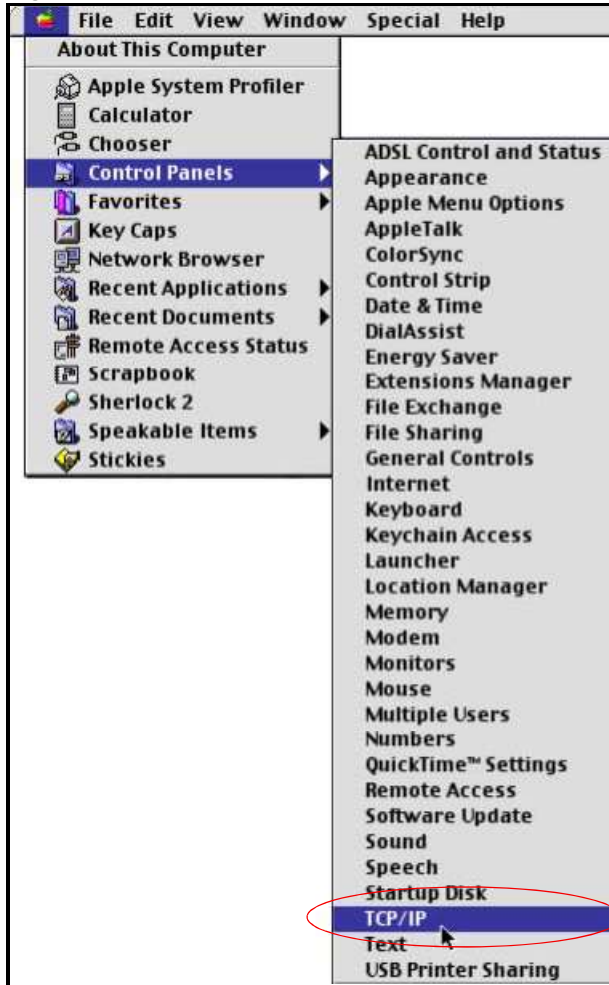 File Edit View Window Special Help
About This Computer
Apple System Profiler
Calculator
Chooser
Control Panels
Favorites
Key Caps
Network Browser
Recent Applications
Recent Documents
Remote Access Status
Scrapbook
Sherlock 2
Speakable Items
Stickies
ADSL Control and Status
Appearance
Apple Menu Options
AppleTalk
ColorSync
Control Strip
Date & Time
DialAssist
Energy Saver
Extensions Manager
File Exchange
File Sharing
General Controls
Internet
Keyboard
Keychain Access
Launcher
Location Manager
Memory
Modem
Monitors
Mouse
Multiple Users
Numbers
QuickTime™ Settings
Remote Access
Software Update
Sound
Speech
Startup Disk
TCP/IP
Text
USB Printer Sharing